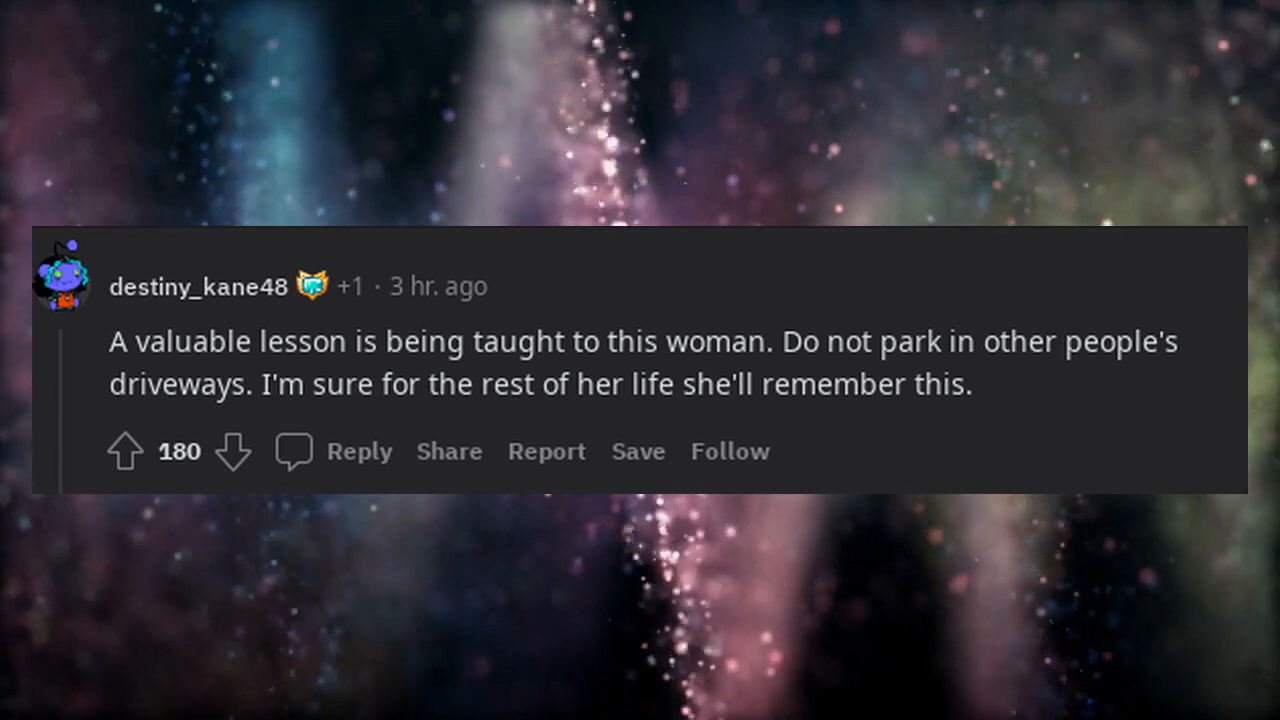 destiny_kane48 +1 · 3 hr. ago
A valuable lesson is being taught to this woman. Do not park in other people's
driveways. I'm sure for the rest of her life she'll remember this.
180 Reply Share Report Save Follow